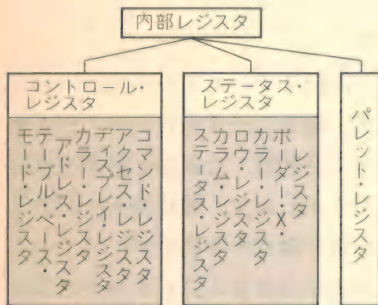 内部レジスタ
コントロール・
レジスタ
モード・レジスタ
テーブル・ベース・
アドレス・レジスタ
カラー・レジスタ
ディスプレイ・レジスタ
アクセス・レジスタ
コマンド・レジスタ
ステータス・
レジスタ
ステータス・レジスタ
カラム・レジスタ
ロウ・レジスタ
カラー・レジスタ
ボーダー・X・
レジスタ
パレット・レジスタ